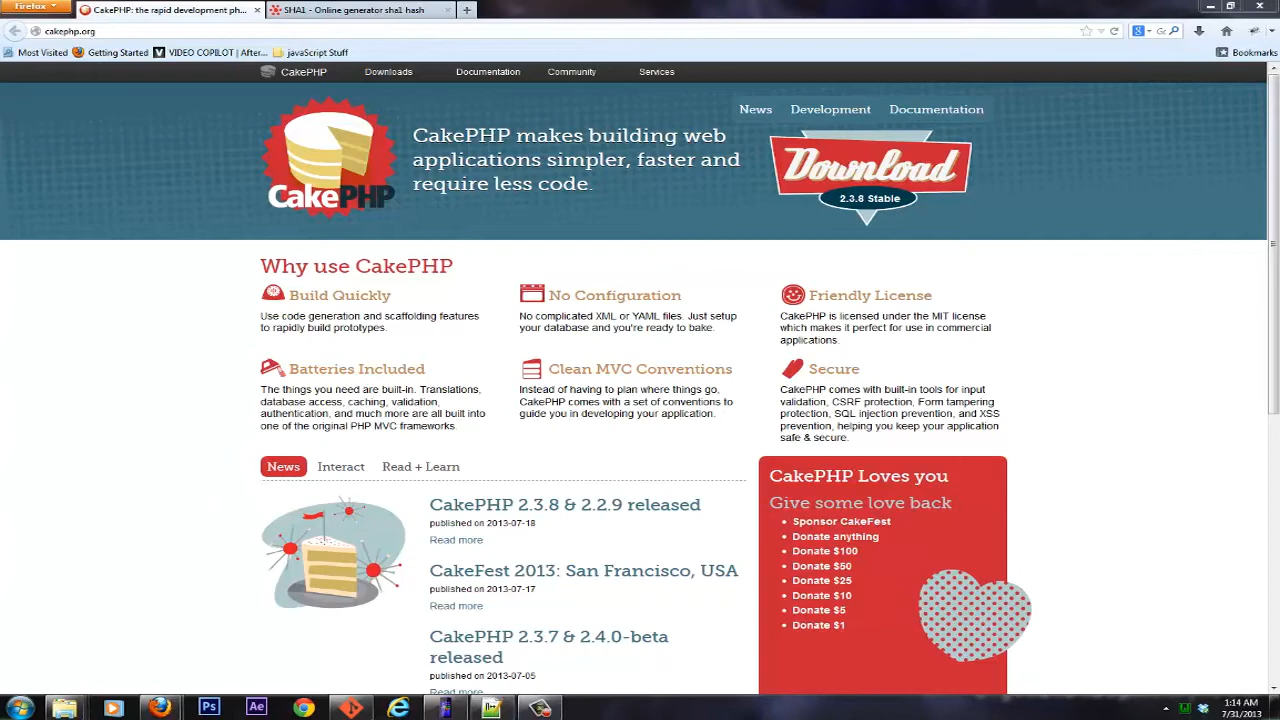 Firefox
CakePHP: the rapid development ph...
SHA1 - Online generator sha1 hash
cakephp.org
Most Visited
Getting Started
VIDEO COPILOT | After...
javaScript Stuff
Bookmarks
CakePHP
Downloads
Documentation
Community
Services
News
Development
Documentation
CakePHP
CakePHP makes building web
applications simpler, faster and
require less code.
Download
2.3.8 Stable
Why use CakePHP
Build Quickly
Use code generation and scaffolding features
to rapidly build prototypes.
No Configuration
No complicated XML or YAML files. Just setup
your database and you're ready to bake.
Friendly License
CakePHP is licensed under the MIT license
which makes it perfect for use in commercial
applications.
Batteries Included
The things you need are built-in. Translations,
database access, caching, validation,
authentication, and much more are all built into
one of the original PHP MVC frameworks.
Clean MVC Conventions
Instead of having to plan where things go,
CakePHP comes with a set of conventions to
guide you in developing your application.
Secure
CakePHP comes with built-in tools for input
validation, CSRF protection, Form tampering
protection, SQL injection prevention, and XSS
prevention, helping you keep your application
safe & secure.
News
Interact
Read + Learn
CakePHP 2.3.8 & 2.2.9 released
published on 2013-07-18
Read more
CakeFest 2013: San Francisco, USA
published on 2013-07-17
Read more
CakePHP 2.3.7 & 2.4.0-beta
released
published on 2013-07-05
Read more
CakePHP Loves you
Give some love back
Sponsor CakeFest
Donate anything
Donate $100
Donate $50
Donate $25
Donate $10
Donate $5
Donate $1
Ps
Ae
1:14 AM
7/31/2013